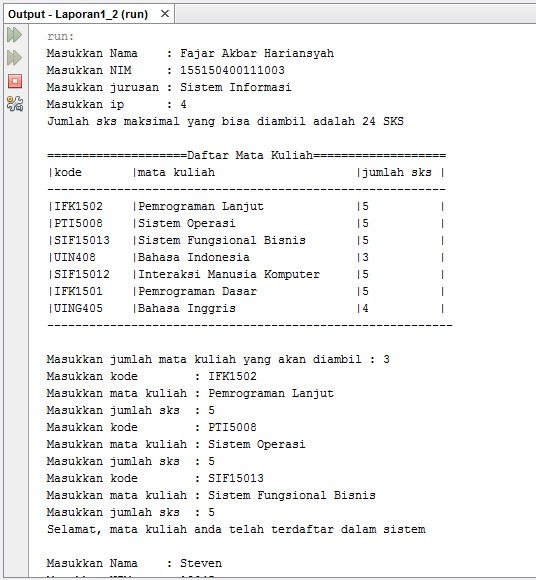 Output - Laporan1_2 (run) ×
run:
Masukkan Nama    : Fajar Akbar Hariansyah
Masukkan NIM     : 155150400111003
Masukkan jurusan : Sistem Informasi
Masukkan ip      : 4
Jumlah sks maksimal yang bisa diambil adalah 24 SKS
====================Daftar Mata Kuliah===================
|kode       |mata kuliah                    |jumlah sks |
---------------------------------------------------------
|IFK1502    |Pemrograman Lanjut             |5          |
|PTI5008    |Sistem Operasi                 |5          |
|SIF15013   |Sistem Fungsional Bisnis       |5          |
|UIN408     |Bahasa Indonesia               |3          |
|SIF15012   |Interaksi Manusia Komputer     |5          |
|IFK1501    |Pemrograman Dasar              |5          |
|UING405    |Bahasa Inggris                 |4          |
----------------------------------------------------------
Masukkan jumlah mata kuliah yang akan diambil : 3
Masukkan kode        : IFK1502
Masukkan mata kuliah : Pemrograman Lanjut
Masukkan jumlah sks  : 5
Masukkan kode        : PTI5008
Masukkan mata kuliah : Sistem Operasi
Masukkan jumlah sks  : 5
Masukkan kode        : SIF15013
Masukkan mata kuliah : Sistem Fungsional Bisnis
Masukkan jumlah sks  : 5
Selamat, mata kuliah anda telah terdaftar dalam sistem
Masukkan Nama    : Steven